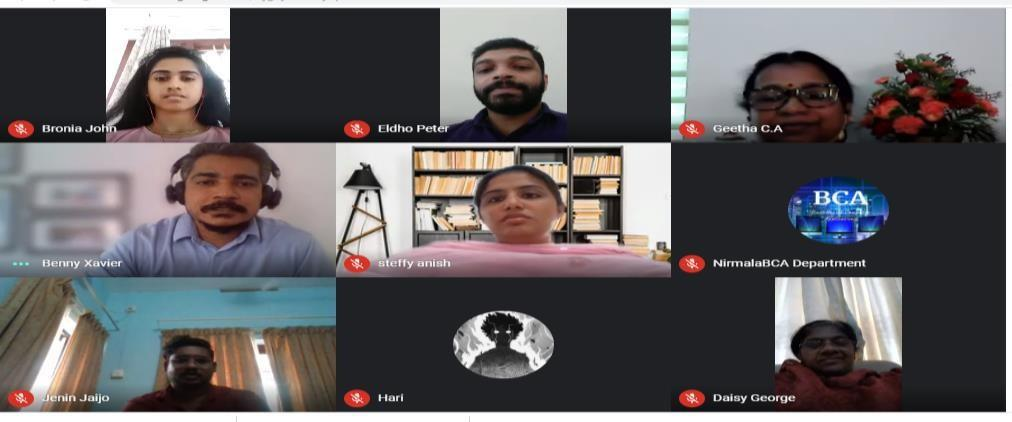 Bronia John
Eldho Peter
Geetha C.A
Benny Xavier
steffy anish
BCA
NirmalaBCA Department
Jenin Jaijo
Hari
Daisy George